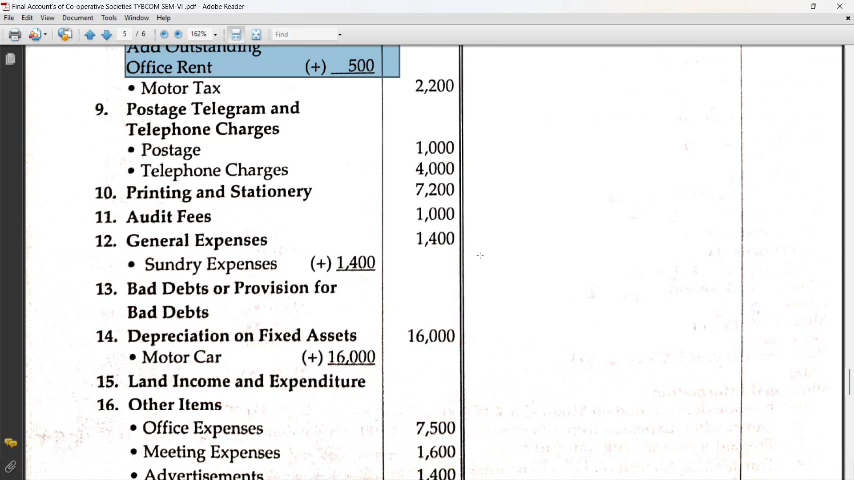 Final Account's of Co-operative Societies TYBCOM SEM-VI .pdf - Adobe Reader
File Edit View Document Tools Window Help
5 / 6 162% Find
Add Outstanding
Office Rent (+) 500
• Motor Tax 2,200
9. Postage Telegram and
Telephone Charges
• Postage 1,000
• Telephone Charges 4,000
10. Printing and Stationery 7,200
11. Audit Fees 1,000
12. General Expenses 1,400
• Sundry Expenses (+) 1,400
13. Bad Debts or Provision for
Bad Debts
14. Depreciation on Fixed Assets 16,000
• Motor Car (+) 16,000
15. Land Income and Expenditure
16. Other Items
• Office Expenses 7,500
• Meeting Expenses 1,600
• Advertisements 1,400